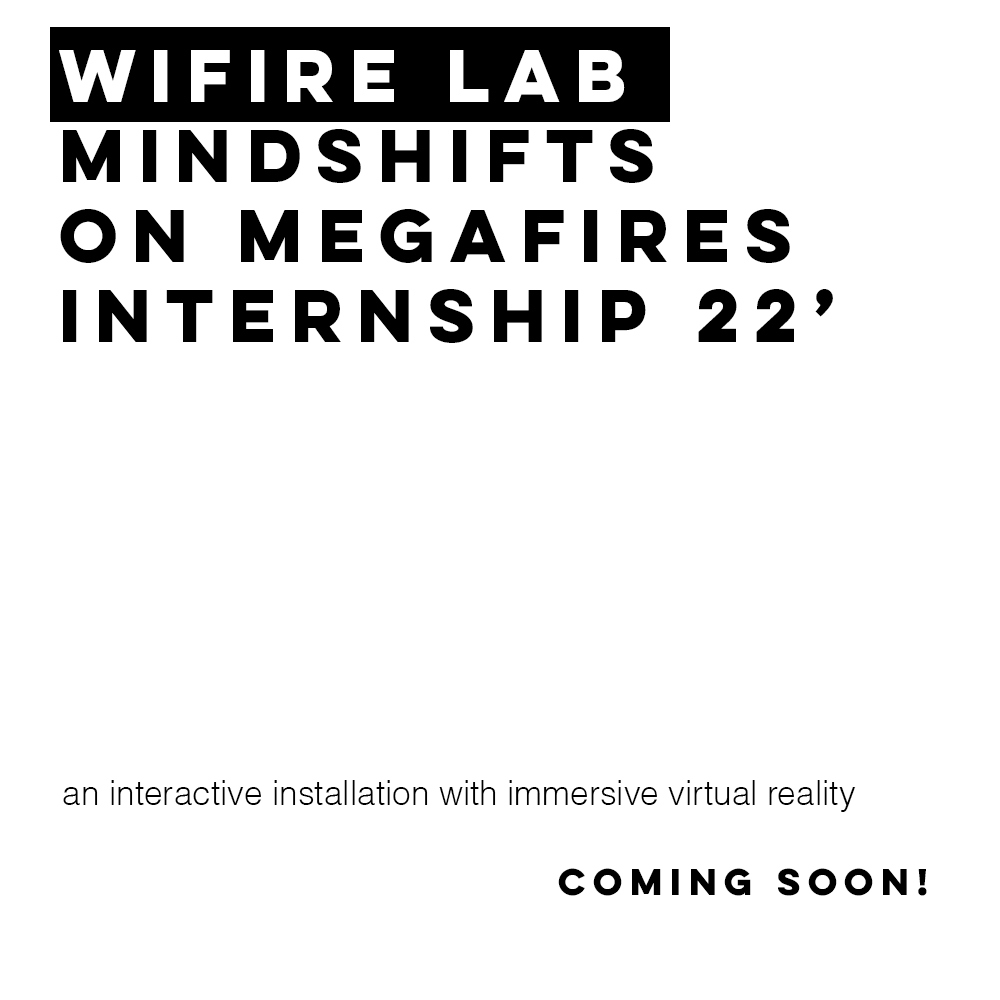 WIFIRE LAB
MINDSHIFTS
ON MEGAFIRES
INTERNSHIP 22’
an interactive installation with immersive virtual reality
COMING SOON!